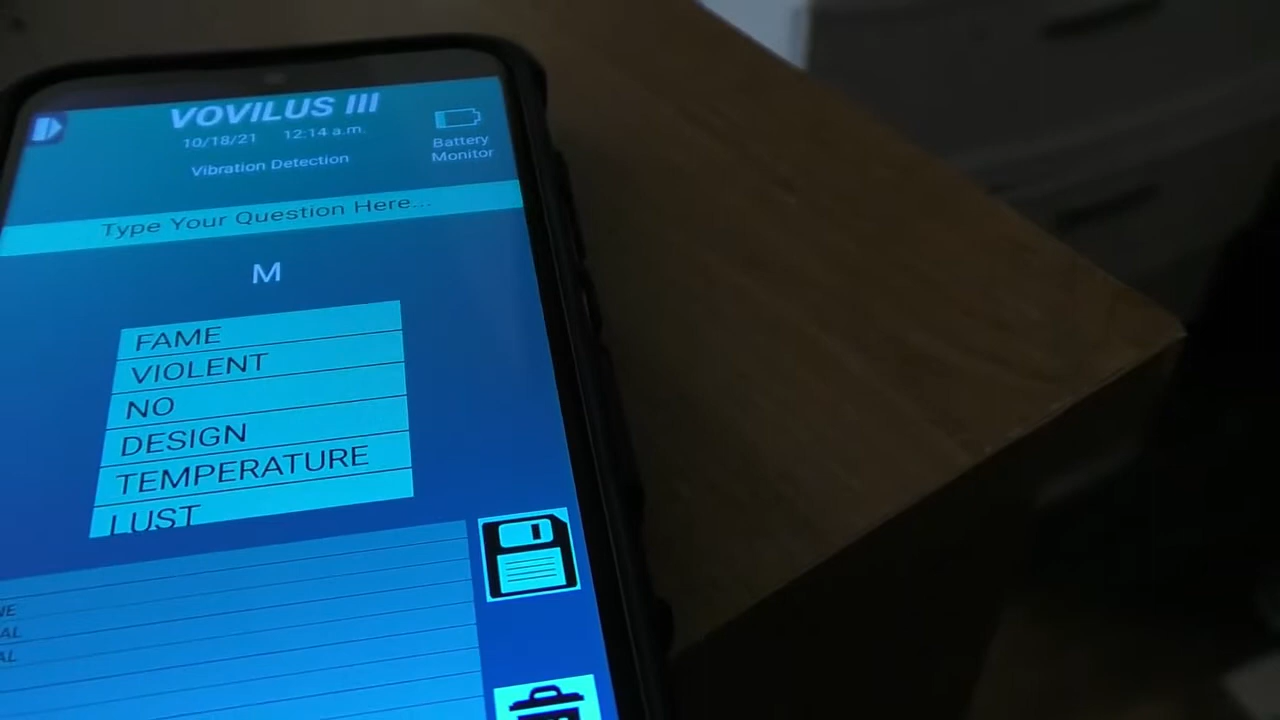 VOVILUS III
10/18/21 12:14 a.m.
Battery
Monitor
Vibration Detection
Type Your Question Here...
M
FAME
VIOLENT
NO
DESIGN
TEMPERATURE
LUST